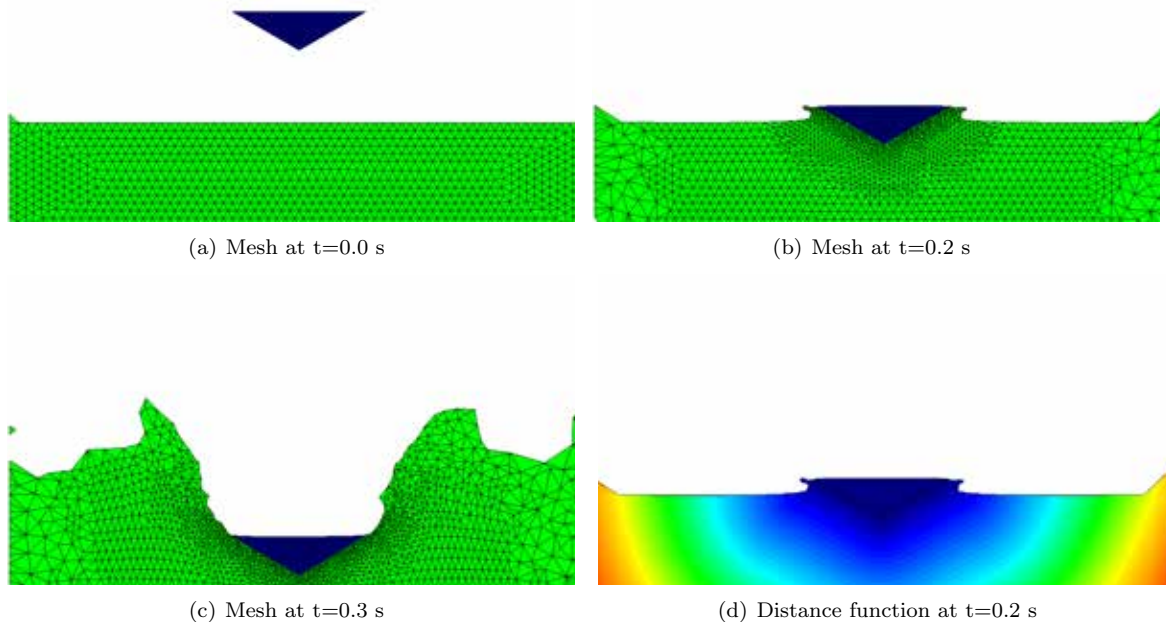 (a) Mesh at t=0.0 s
(b) Mesh at t=0.2 s
(c) Mesh at t=0.3 s
(d) Distance function at t=0.2 s